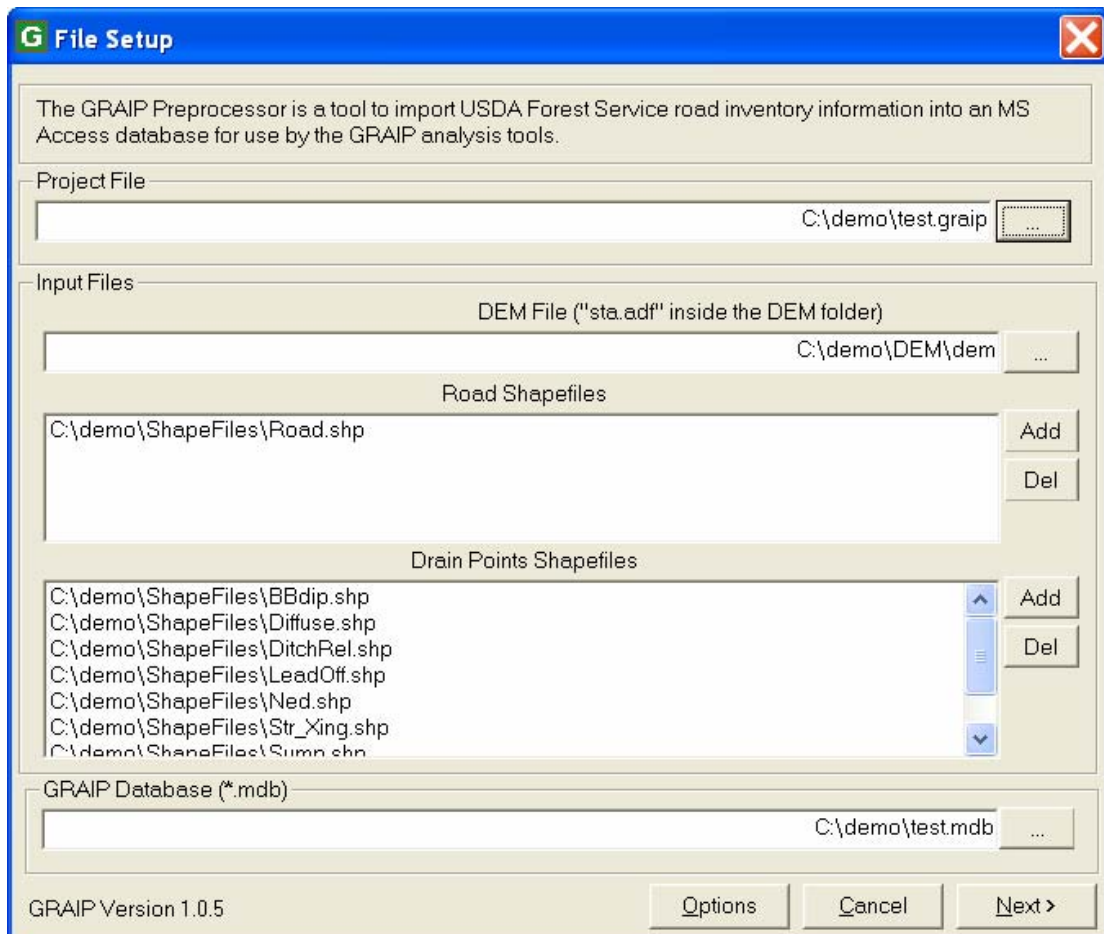 G File Setup
The GRAIP Preprocessor is a tool to import USDA Forest Service road inventory information into an MS
Access database for use by the GRAIP analysis tools.
Project File
C:\demo\test.graip ...
Input Files
DEM File ("sta.adf" inside the DEM folder)
C:\demo\DEM\dem ...
Road Shapefiles
C:\demo\ShapeFiles\Road.shp
Add
Del
Drain Points Shapefiles
C:\demo\ShapeFiles\BBdip.shp
C:\demo\ShapeFiles\Diffuse.shp
C:\demo\ShapeFiles\DitchRel.shp
C:\demo\ShapeFiles\LeadOff.shp
C:\demo\ShapeFiles\Ned.shp
C:\demo\ShapeFiles\Str_Xing.shp
C:\demo\ShapeFiles\Sump.shp
Add
Del
GRAIP Database (*.mdb)
C:\demo\test.mdb ...
GRAIP Version 1.0.5
Options Cancel Next >